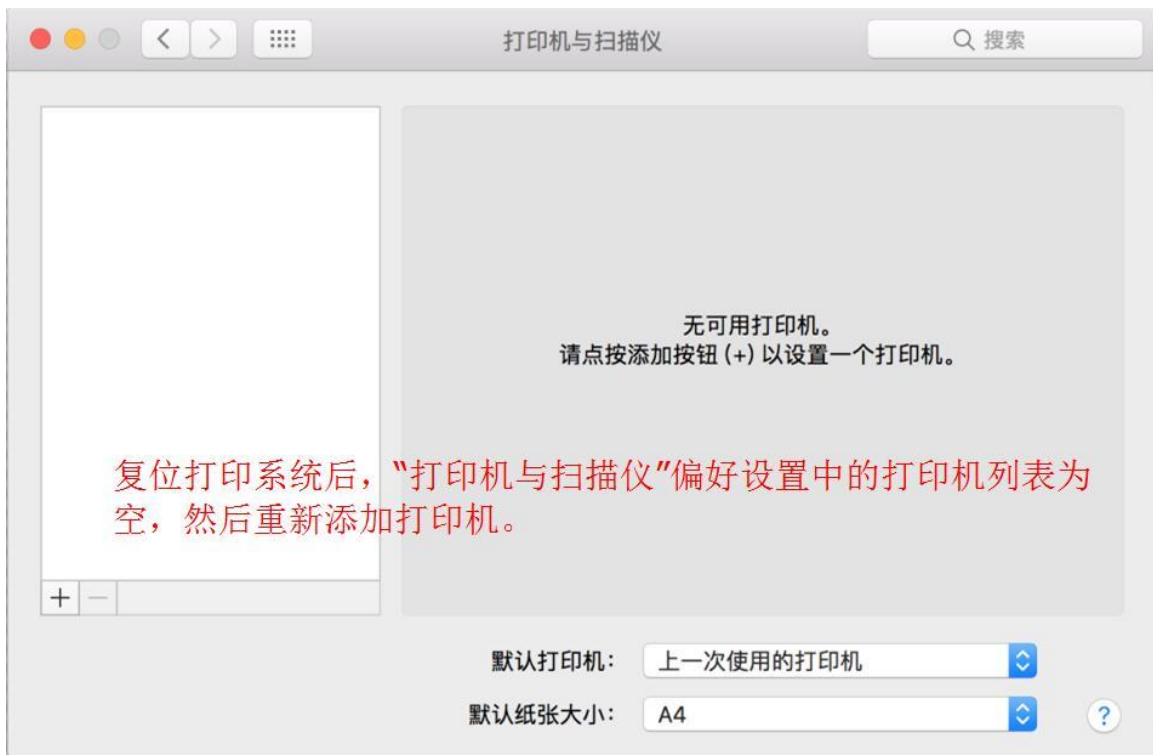 打印机与扫描仪
搜索
无可用打印机。
请点按添加按钮 (+) 以设置一个打印机。
复位打印系统后，“打印机与扫描仪”偏好设置中的打印机列表为
空，然后重新添加打印机。
默认打印机： 上一次使用的打印机
默认纸张大小： A4
?